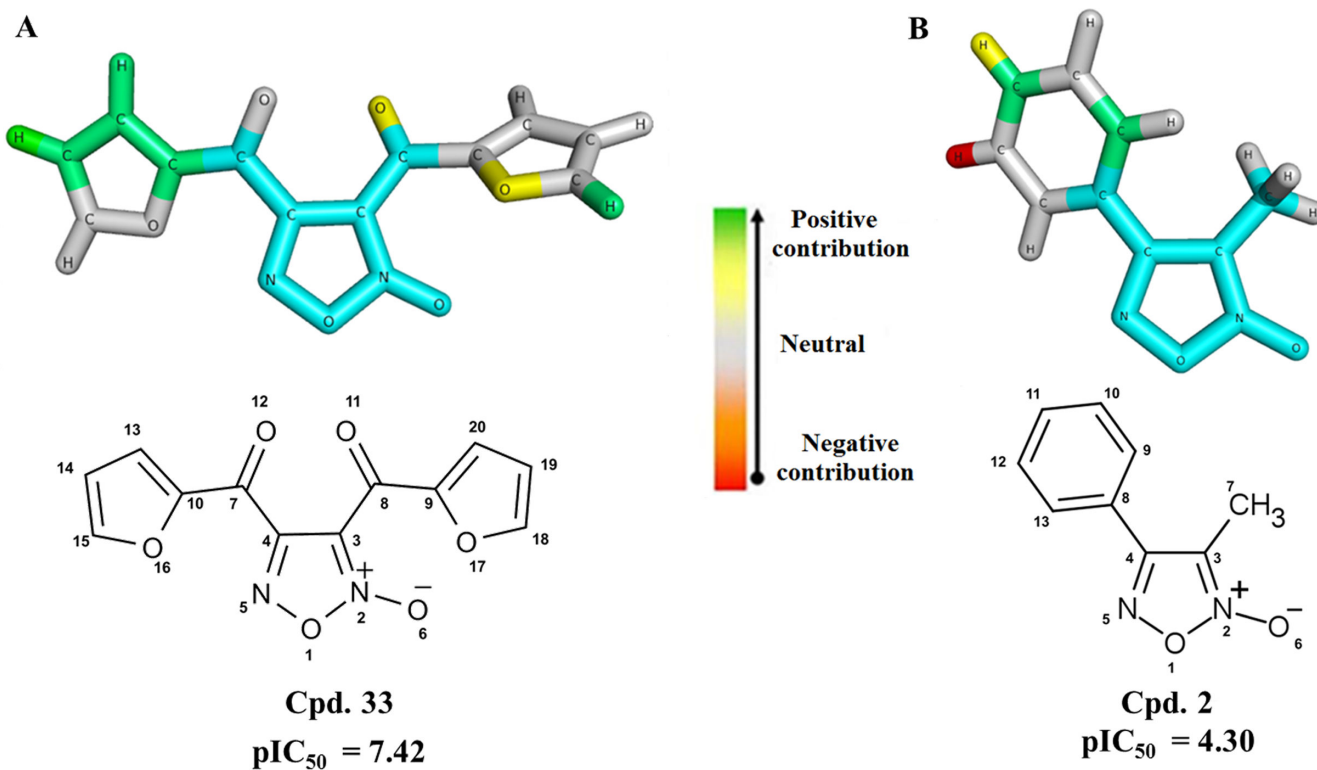 A
B
H
H
O
O
H
H
C
C
C
C
C
C
C
C
C
C
O
H
O
H
C
C
N
N
O
O
Positive
contribution
Neutral
Negative
contribution
H
H
C
C
C
C
H
H
C
C
C
H
C
H
H
H
C
C
N
N
O
O
12
11
O
O
13
20
14
19
10
7
8
9
15
O
16
4
3
O
17
18
N
5
N
+
2
O
−
6
O
1
Cpd. 33
pIC50 = 7.42
11
10
12
9
13
8
7
CH3
4
3
N
5
N
+
2
O
−
6
O
1
Cpd. 2
pIC50 = 4.30